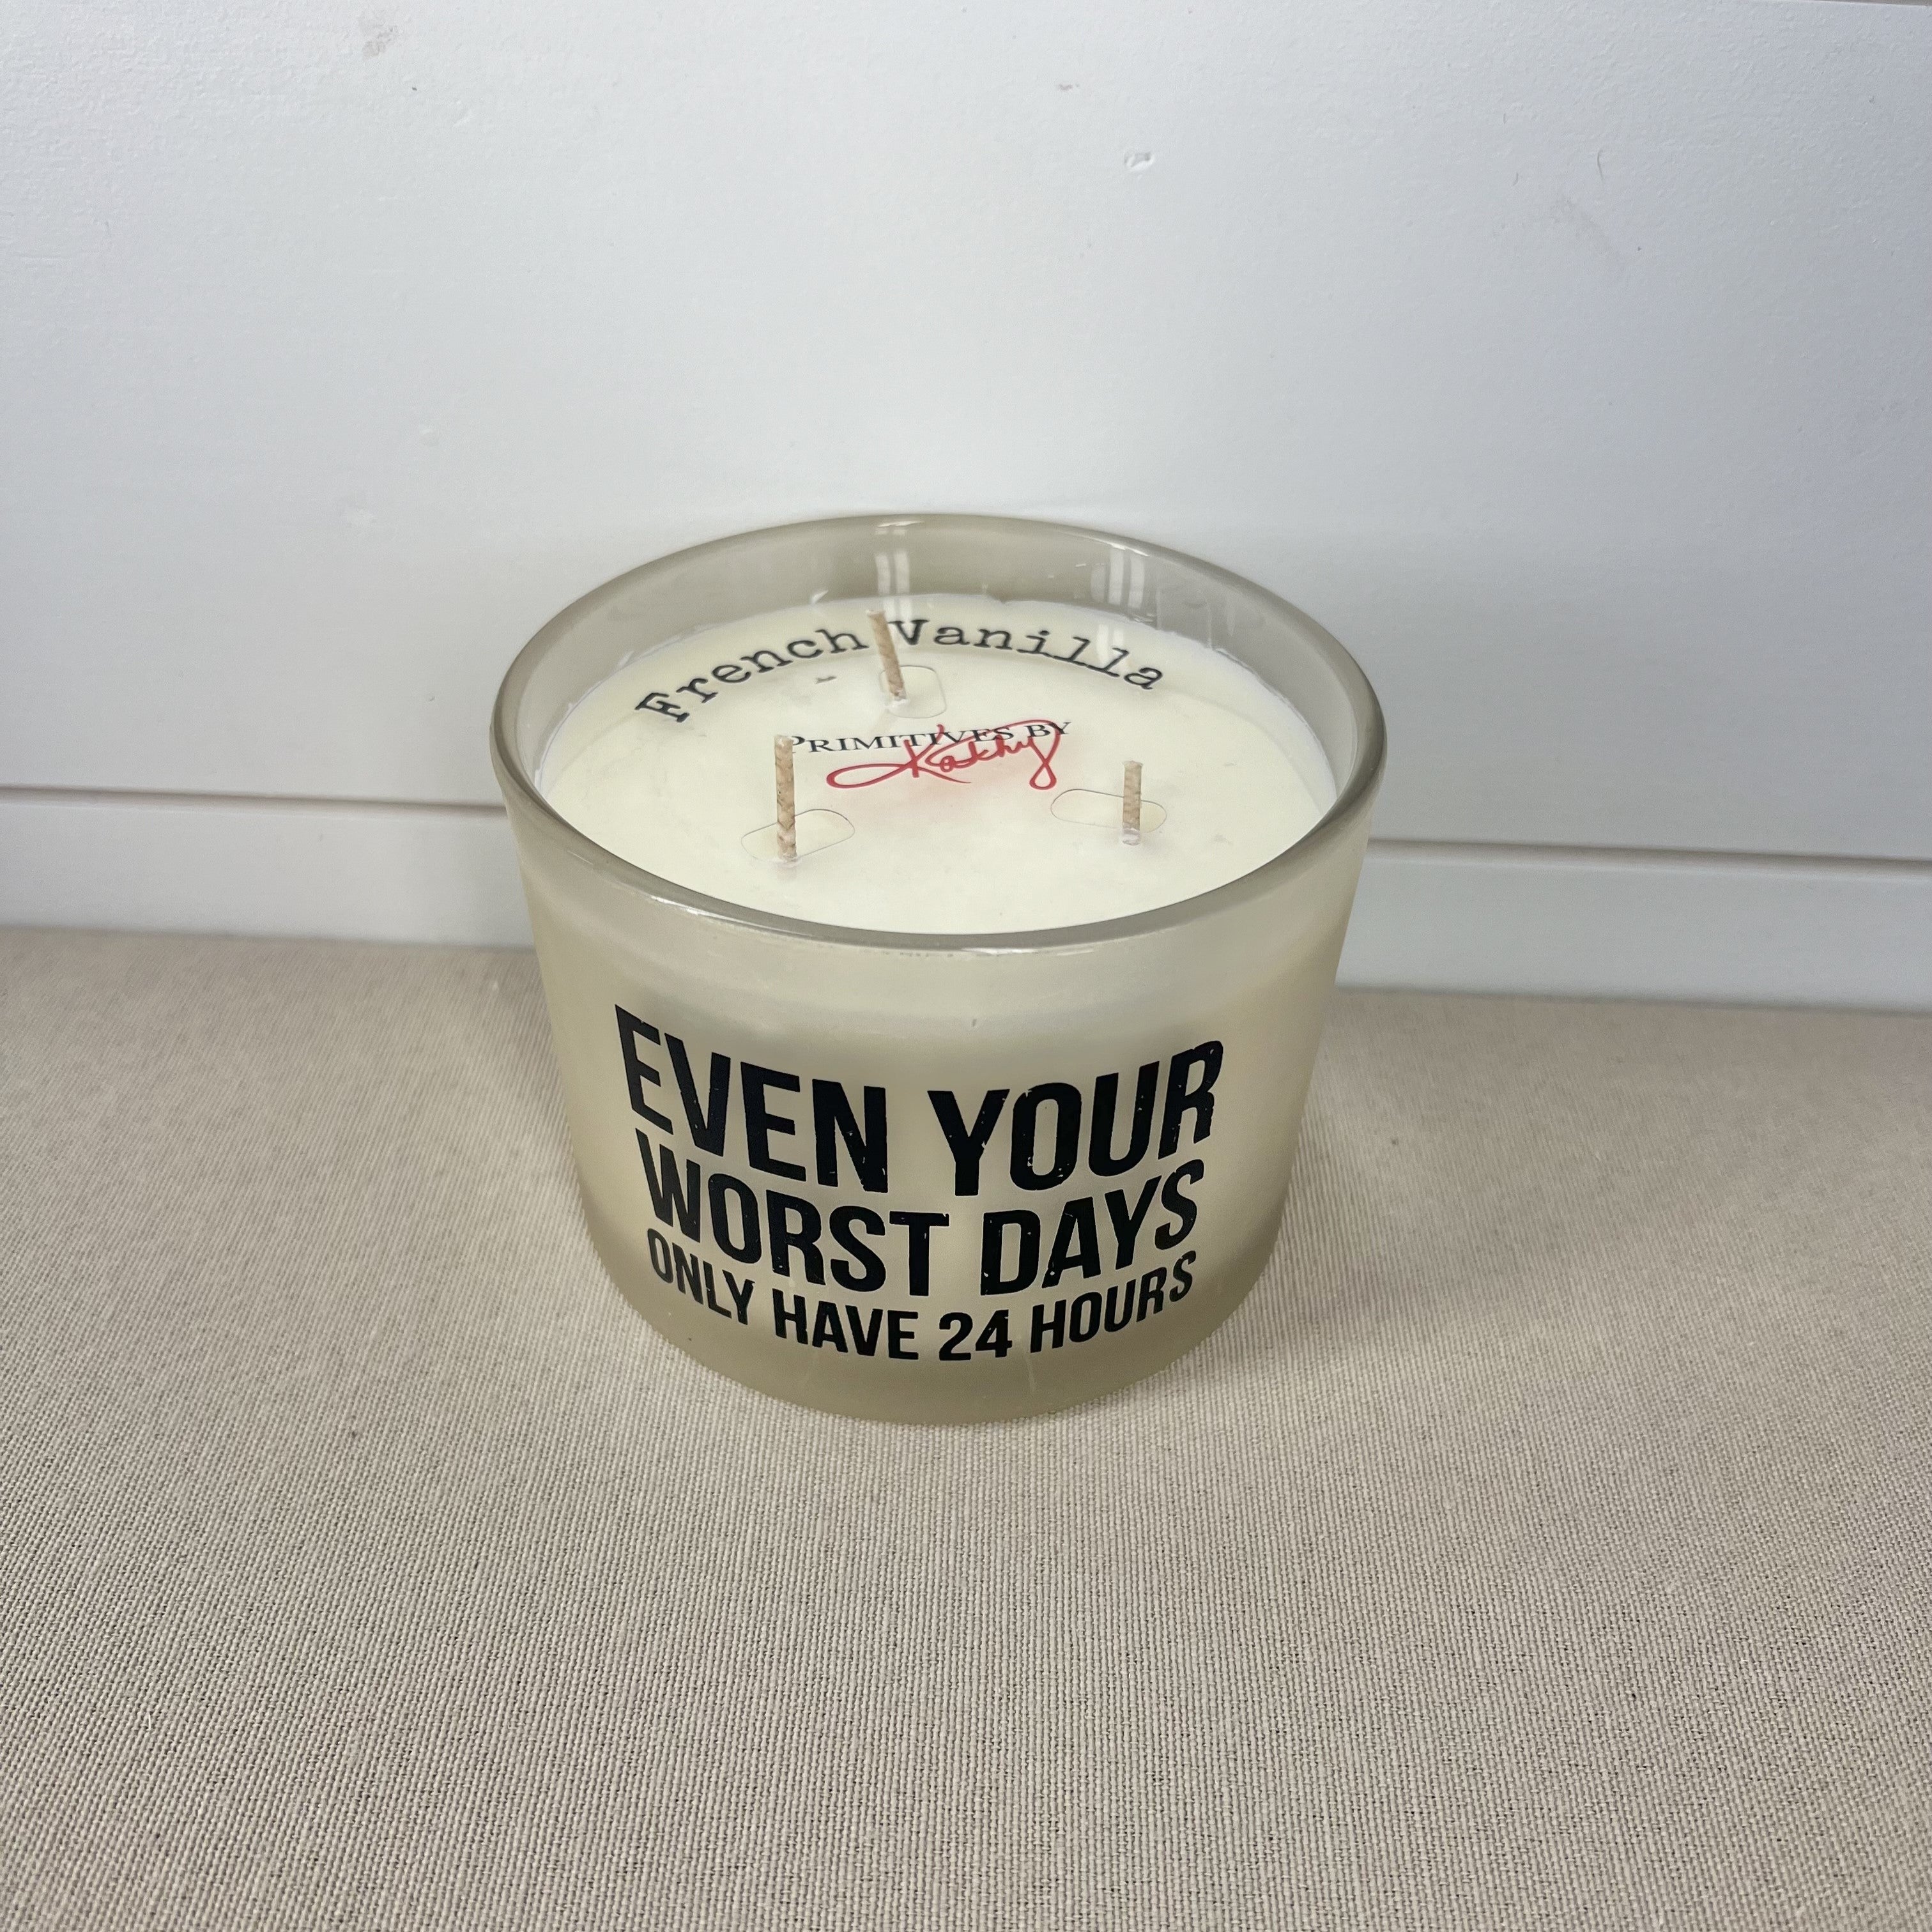 French Vanilla
PRIMITIVES BY
Kathy
EVEN YOUR
WORST DAYS
ONLY HAVE 24 HOURS